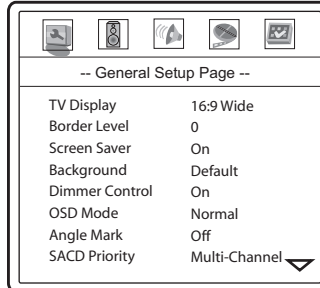 -- General Setup Page --
TV Display 16:9 Wide
Border Level 0
Screen Saver On
Background Default
Dimmer Control On
OSD Mode Normal
Angle Mark Off
SACD Priority Multi-Channel